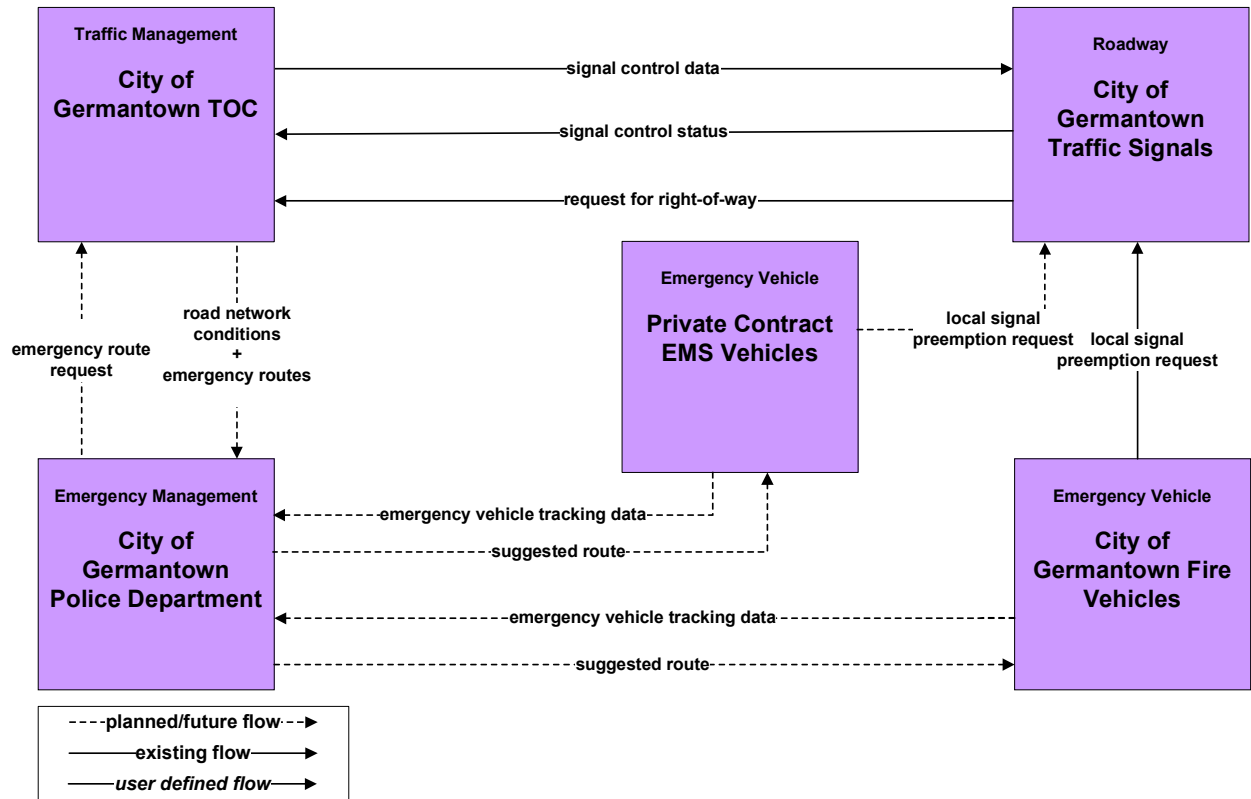 Traffic Management
City of
Germantown TOC
signal control data
signal control status
request for right-of-way
Roadway
City of
Germantown
Traffic Signals
emergency route
request
road network
conditions
+
emergency routes
Emergency Vehicle
Private Contract
EMS Vehicles
local signal
preemption request
local signal
preemption request
Emergency Management
City of
Germantown
Police Department
emergency vehicle tracking data
suggested route
emergency vehicle tracking data
suggested route
Emergency Vehicle
City of
Germantown Fire
Vehicles
planned/future flow
existing flow
user defined flow